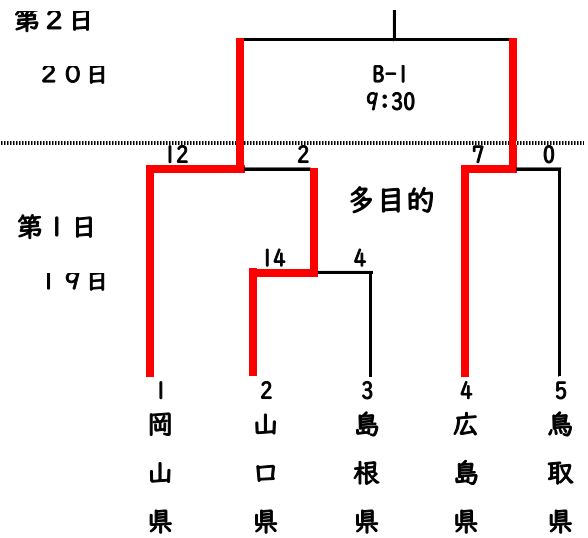 第2日
20日
B-1
9:30
12 2 7 0
多目的
第1日
14 4
19日
1 2 3 4 5
岡山県
山口県
島根県
広島県
鳥取県